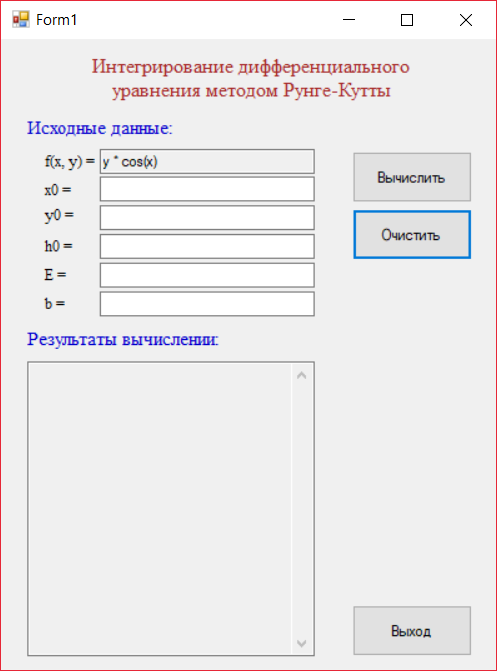 Form1
Интегрирование дифференциального
уравнения методом Рунге-Кутты
Исходные данные:
f(x, y) = y * cos(x)
Вычислить
x0 =
y0 =
Очистить
h0 =
E =
b =
Результаты вычислении:
Выход